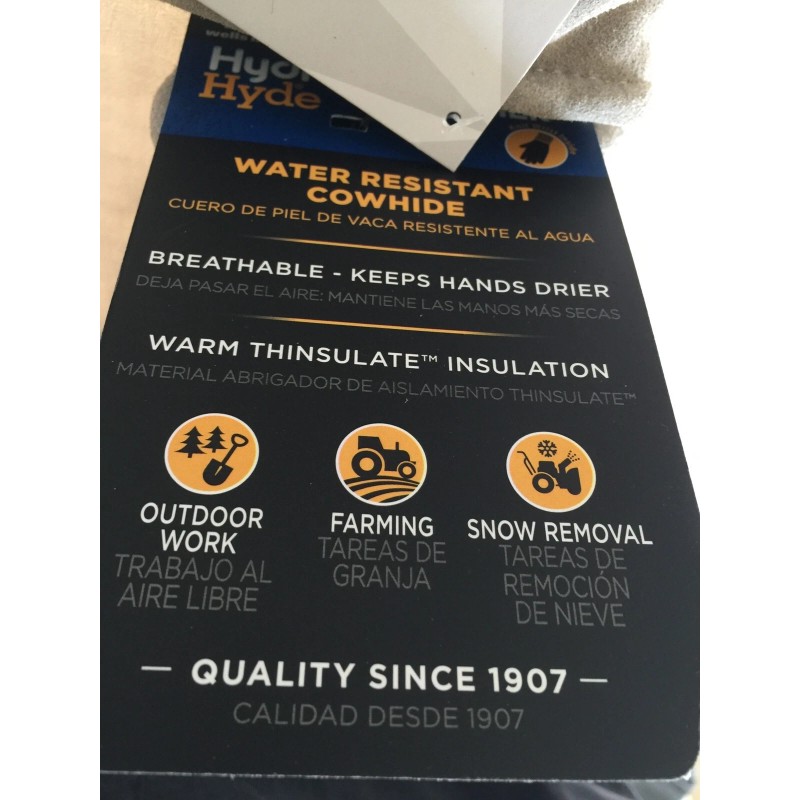 Hyde
WATER RESISTANT
COWHIDE
CUERO DE PIEL DE VACA RESISTENTE AL AGUA
BREATHABLE - KEEPS HANDS DRIER
DEJA PASAR EL AIRE: MANTIENE LAS MANOS MÁS SECAS
WARM THINSULATE™ INSULATION
MATERIAL ABRIGADOR DE AISLAMIENTO THINSULATE™
OUTDOOR
WORK
TRABAJO AL
AIRE LIBRE
FARMING
TAREAS DE
GRANJA
SNOW REMOVAL
TAREAS DE
REMOCIÓN
DE NIEVE
— QUALITY SINCE 1907 —
CALIDAD DESDE 1907